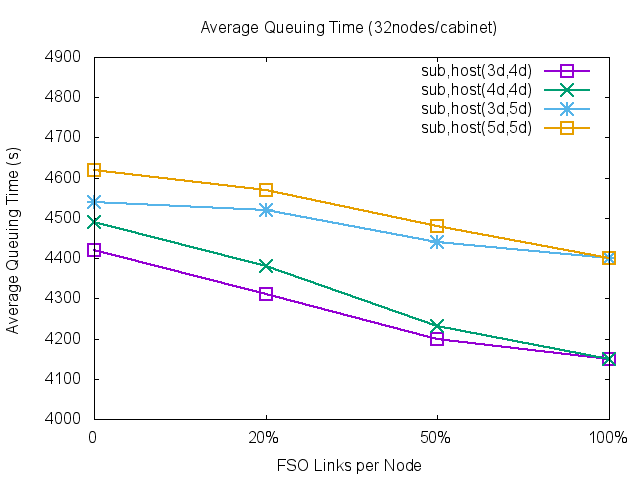 Average Queuing Time (32nodes/cabinet)
4900
sub,host(3d,4d)
4800
sub,host(4d,4d)
sub,host(3d,5d)
sub,host(5d,5d)
4700
4600
4500
4400
4300
4200
4100
4000
Average Queuing Time (s)
0 20% 50% 100%
FSO Links per Node